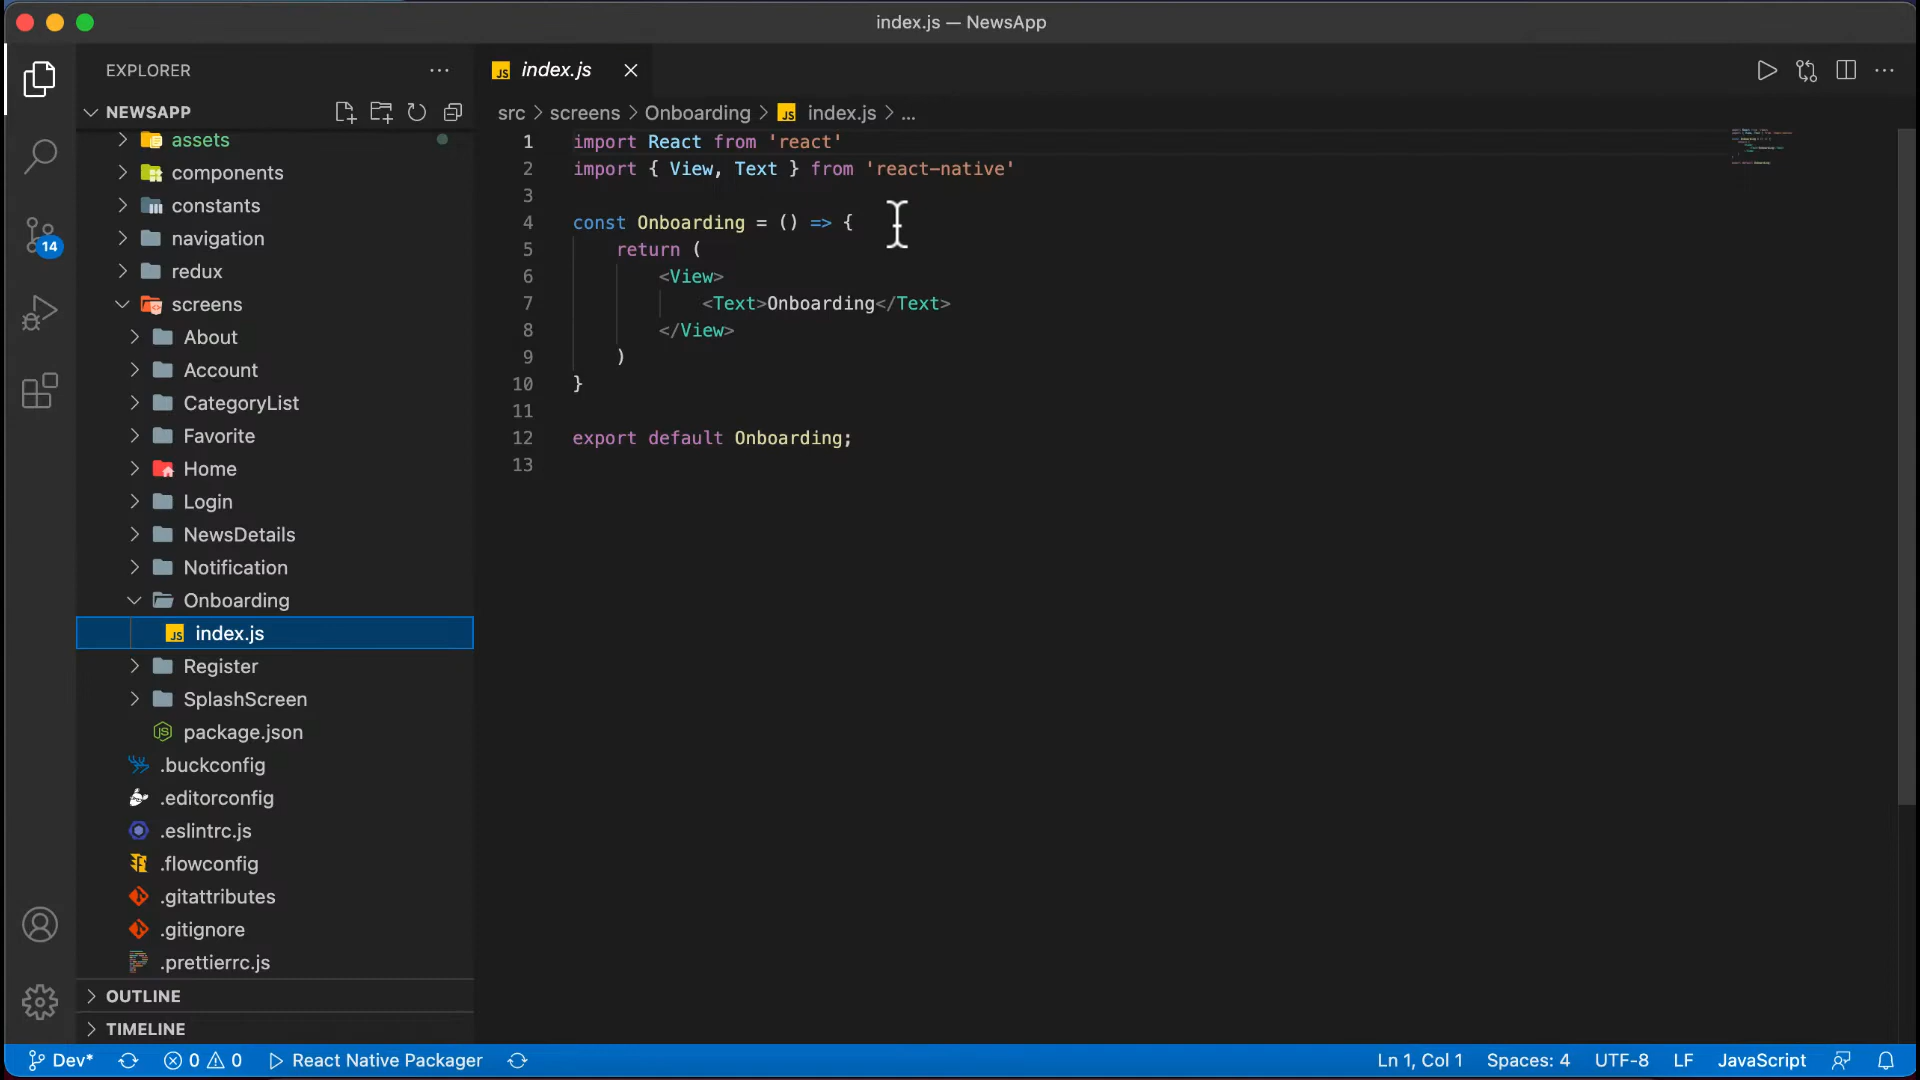 index.js — NewsApp
EXPLORER
index.js
NEWSAPP
src > screens > Onboarding > index.js > ...
assets
components
constants
navigation
redux
screens
About
Account
CategoryList
Favorite
Home
Login
NewsDetails
Notification
Onboarding
index.js
Register
SplashScreen
package.json
.buckconfig
.editorconfig
.eslintrc.js
.flowconfig
.gitattributes
.gitignore
.prettierrc.js
OUTLINE
TIMELINE
14
1 import React from 'react'
2 import { View, Text } from 'react-native'
3
4 const Onboarding = () => {
5 return (
6 <View>
7 <Text>Onboarding</Text>
8 </View>
9 )
10 }
11
12 export default Onboarding;
13
Dev* 0 0 React Native Packager Ln 1, Col 1 Spaces: 4 UTF-8 LF JavaScript